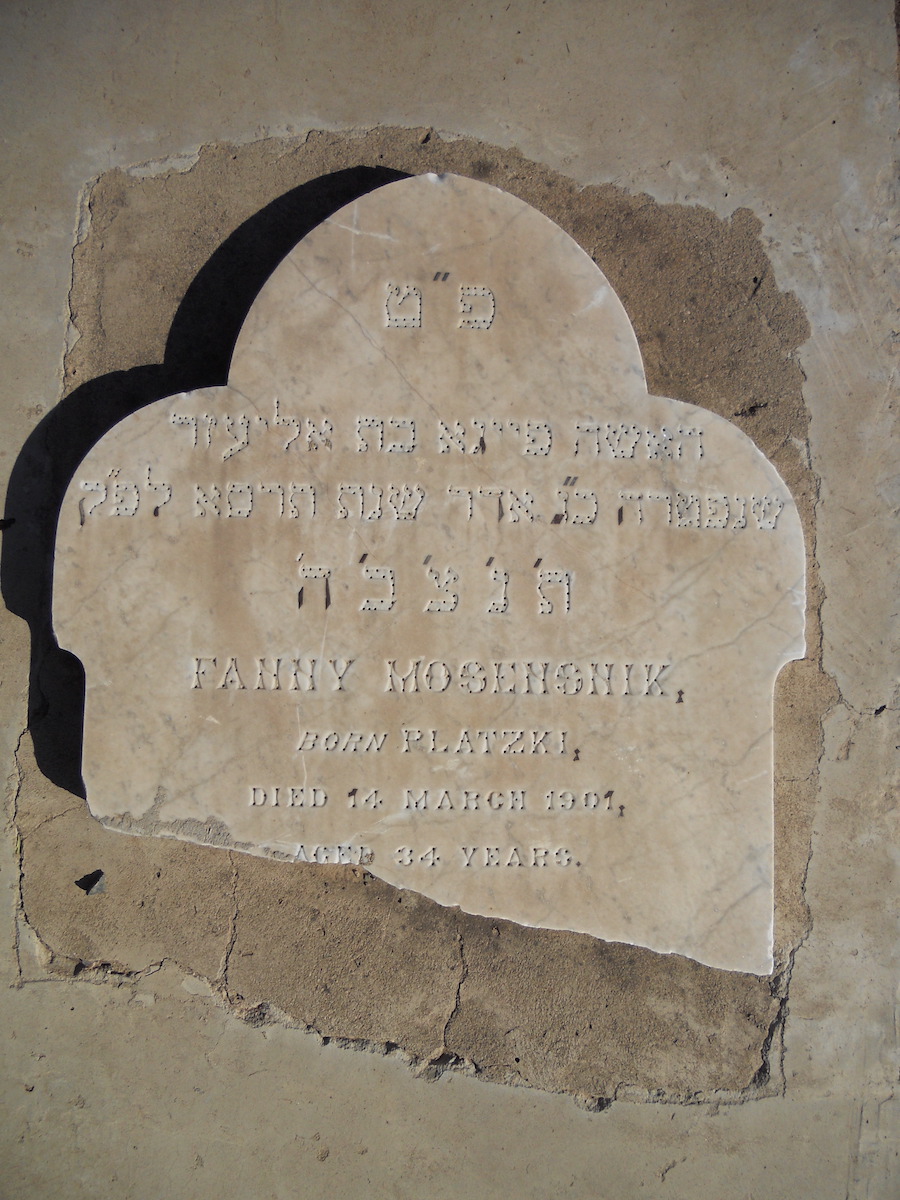 פ"ט
האשה פייגא בת אליעזר
שנפטרה כ"ג אדר שנת תרסא לפ"ק
ת'נ'צ'ב'ה
FANNY MOSENSNIK,
BORN PLATZKI,
DIED 14 MARCH 1901,
AGED 34 YEARS.